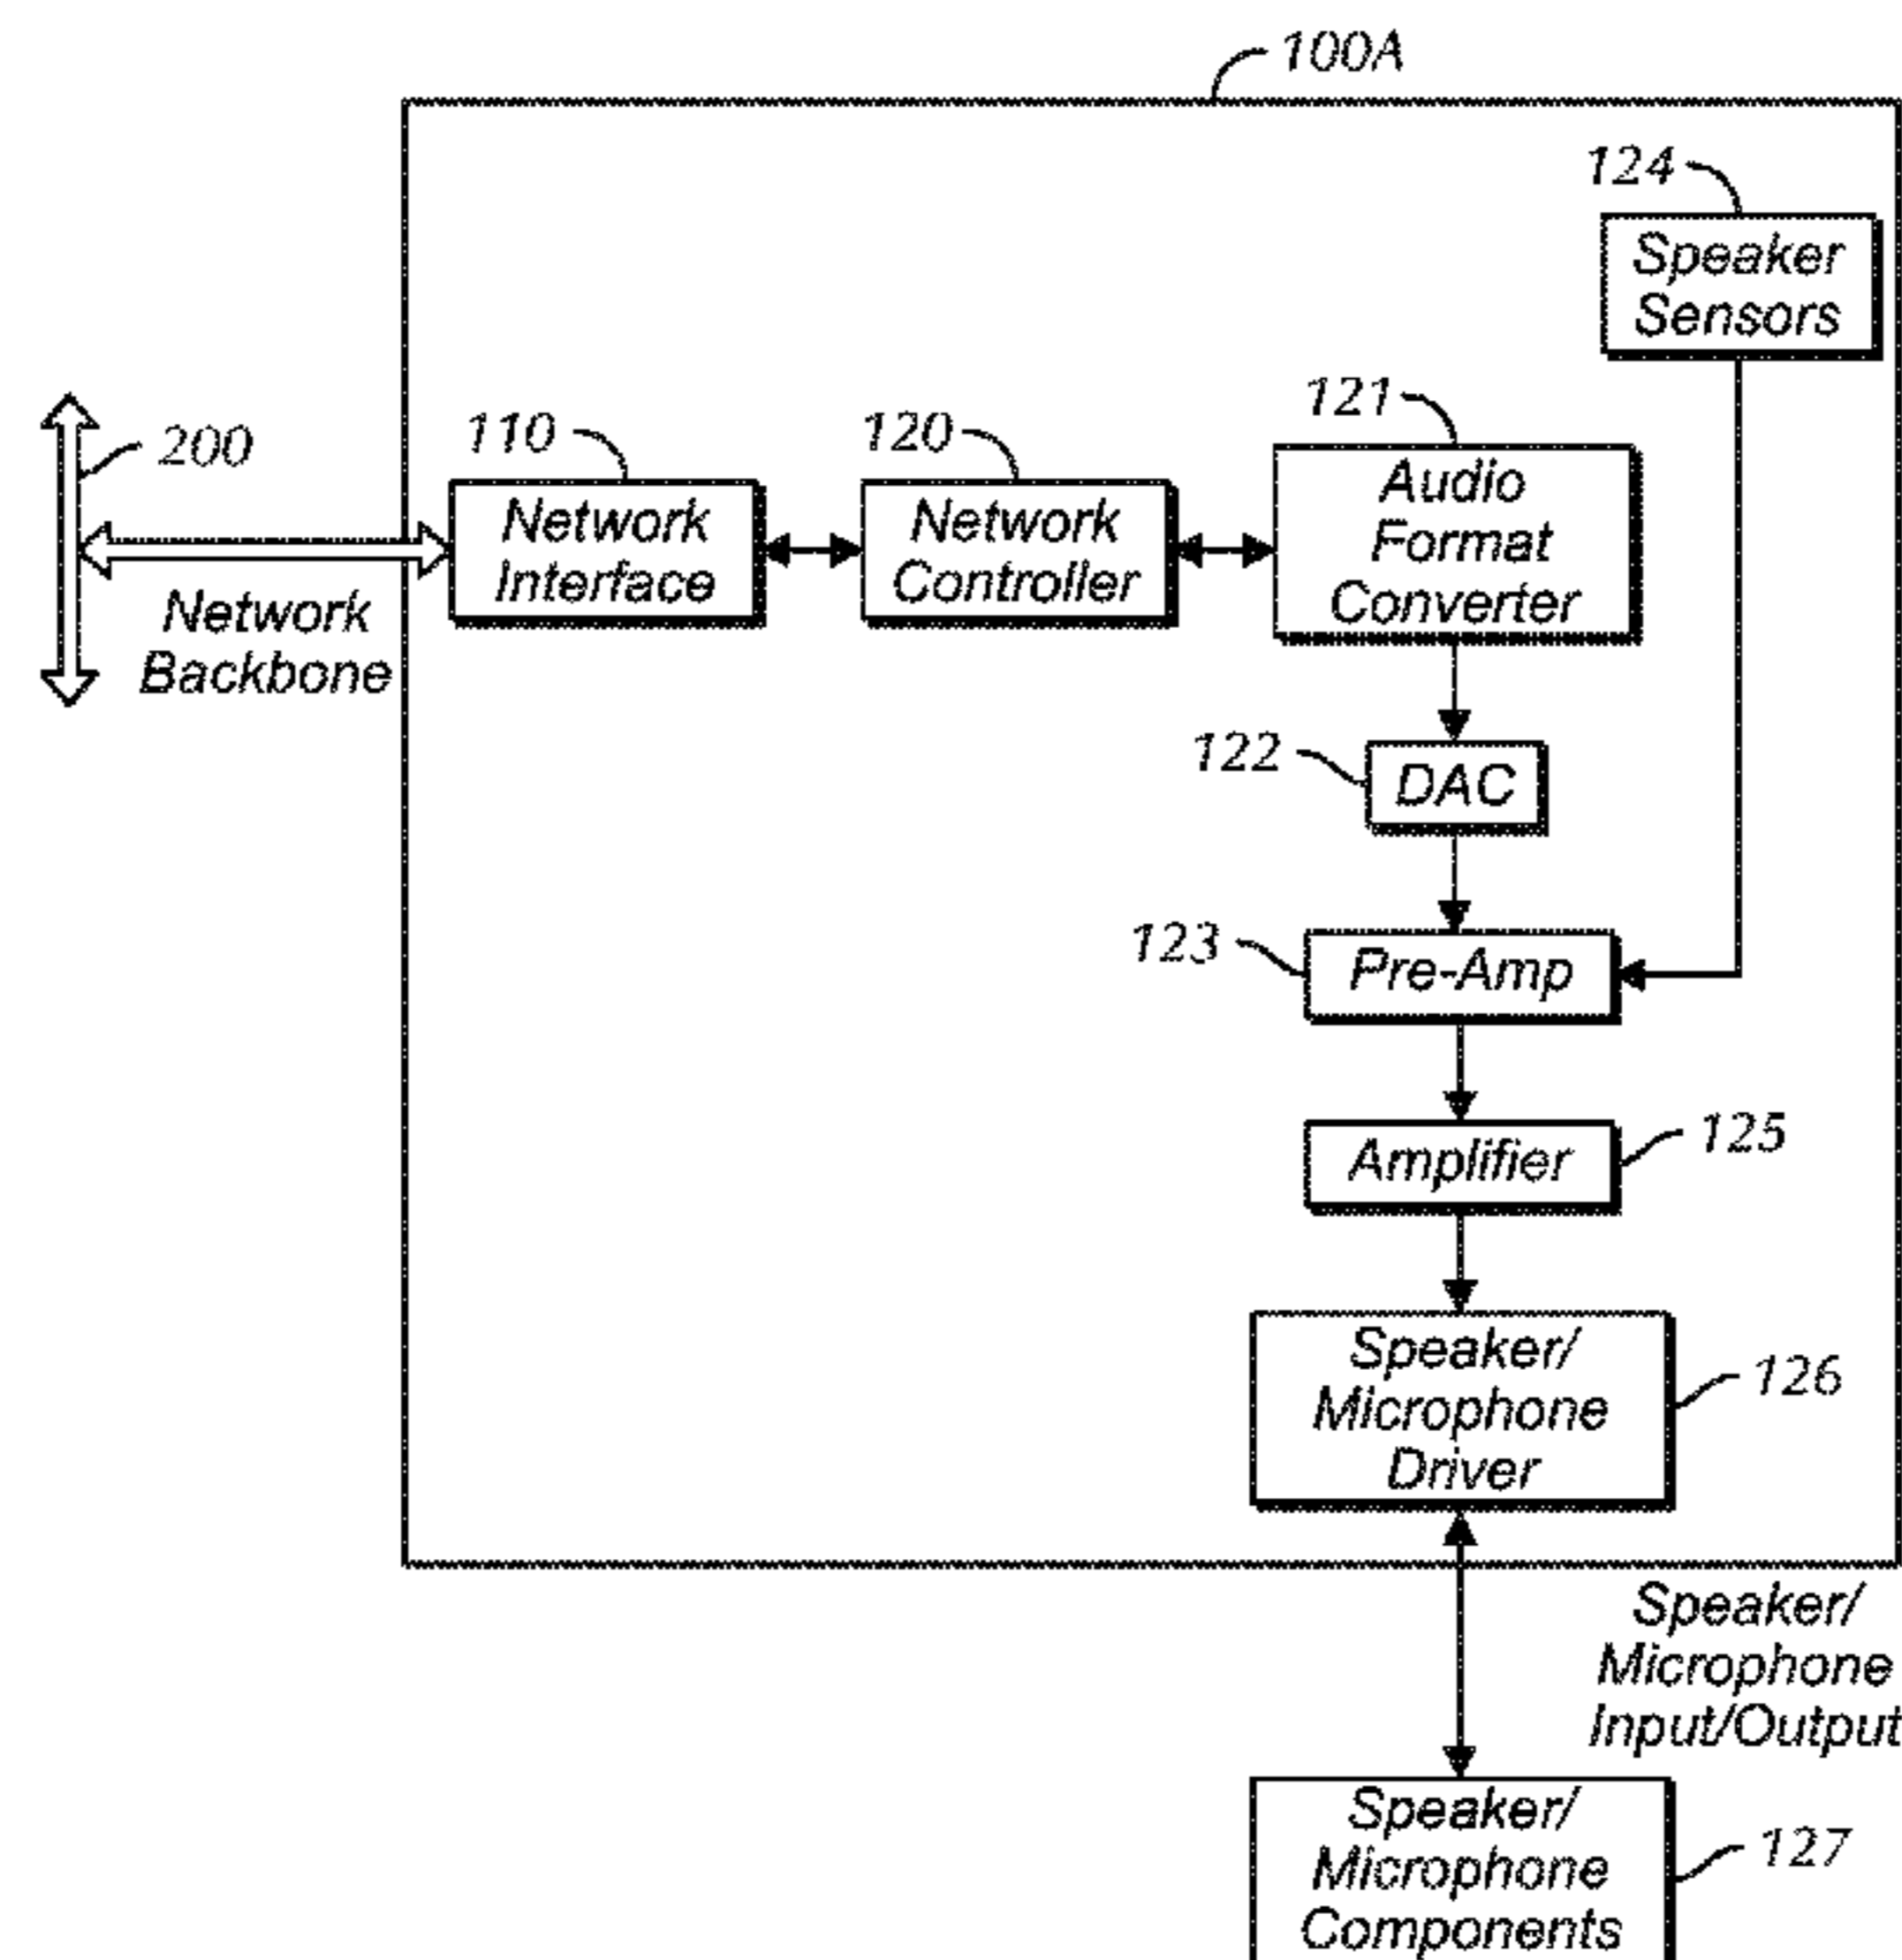 100A
124
Speaker
Sensors
200
110
120
121
Network
Interface
Network
Controller
Audio
Format
Converter
Network
Backbone
122
DAC
123
Pre-Amp
Amplifier
125
Speaker/
Microphone
Driver
126
Speaker/
Microphone
Input/Output
Speaker/
Microphone
Components
127